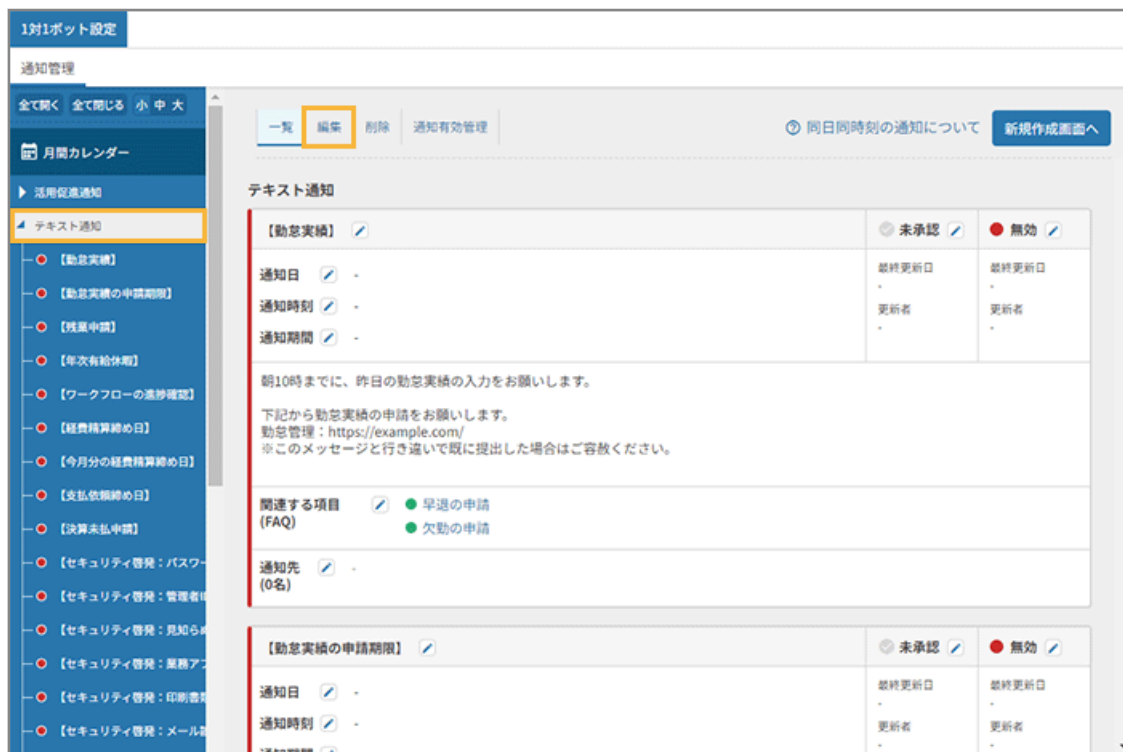 1対1ボット設定
通知管理
全て開く 全て閉じる 小 中 大
月間カレンダー
活用促進通知
テキスト通知
【勤怠実績】
【勤怠実績の申請期限】
【残業申請】
【年次有給休暇】
【ワークフローの進捗確認】
【経費精算締め日】
【今月分の経費精算締め日】
【支払依頼締め日】
【決算未払申請】
【セキュリティ啓発：パスワー
【セキュリティ啓発：管理者
【セキュリティ啓発：見知ら
【セキュリティ啓発：業務ア
【セキュリティ啓発：印刷書
【セキュリティ啓発：メール
一覧 編集 削除 通知有効管理
同日同時刻の通知について 新規作成画面へ
テキスト通知
【勤怠実績】 未承認 無効
通知日 -
通知時刻 -
通知期間 -
最終更新日 最終更新日
- -
更新者 更新者
- -
朝10時までに、昨日の勤怠実績の入力をお願いします。
下記から勤怠実績の申請をお願いします。
勤怠管理：https://example.com/
※このメッセージと行き違いで既に提出した場合はご容赦ください。
関連する項目 早退の申請
(FAQ) 欠勤の申請
通知先 -
(0名)
【勤怠実績の申請期限】 未承認 無効
通知日 -
通知時刻 -
最終更新日 最終更新日
- -
更新者 更新者